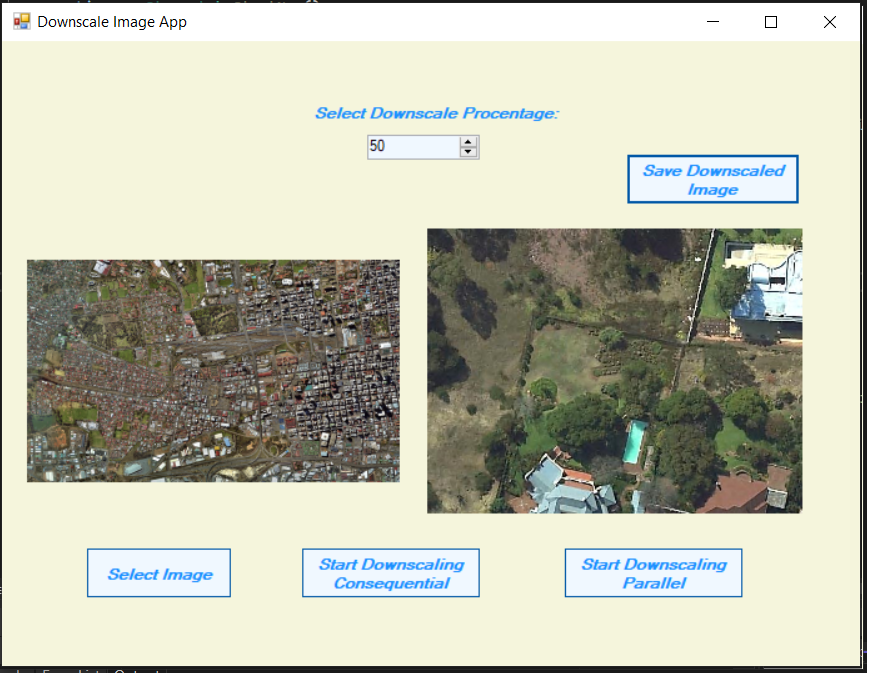 Downscale Image App
Select Downscale Procentage:
50
Save Downscaled
Image
Select Image
Start Downscaling
Consequential
Start Downscaling
Parallel